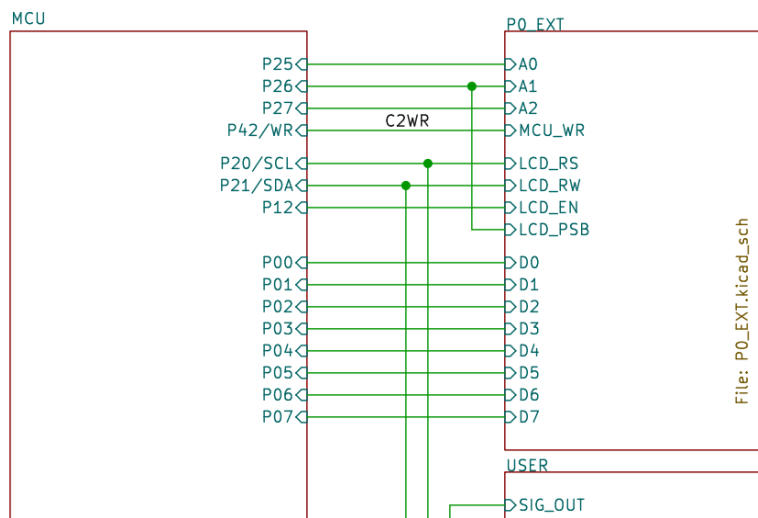 MCU
P0_EXT
P25 A0
P26 A1
P27 A2
C2WR
P42/WR MCU_WR
P20/SCL LCD_RS
P21/SDA LCD_RW
P12 LCD_EN
LCD_PSB
P00 D0
P01 D1
P02 D2
P03 D3
P04 D4
P05 D5
P06 D6
P07 D7
File: P0_EXT.kicad_sch
USER
SIG_OUT